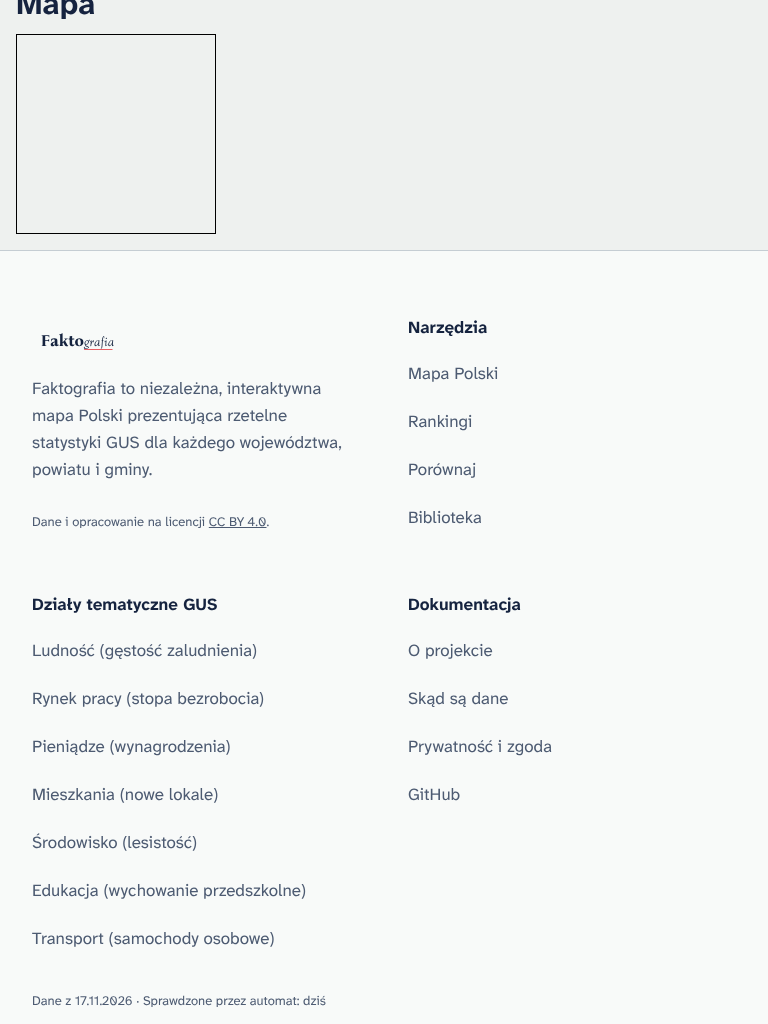 Mapa
Faktografia
Faktografia to niezależna, interaktywna
mapa Polski prezentująca rzetelne
statystyki GUS dla każdego województwa,
powiatu i gminy.
Dane i opracowanie na licencji CC BY 4.0.
Narzędzia
Mapa Polski
Rankingi
Porównaj
Biblioteka
Działy tematyczne GUS
Ludność (gęstość zaludnienia)
Rynek pracy (stopa bezrobocia)
Pieniądze (wynagrodzenia)
Mieszkania (nowe lokale)
Środowisko (lesistość)
Edukacja (wychowanie przedszkolne)
Transport (samochody osobowe)
Dokumentacja
O projekcie
Skąd są dane
Prywatność i zgoda
GitHub
Dane z 17.11.2026 · Sprawdzone przez automat: dziś